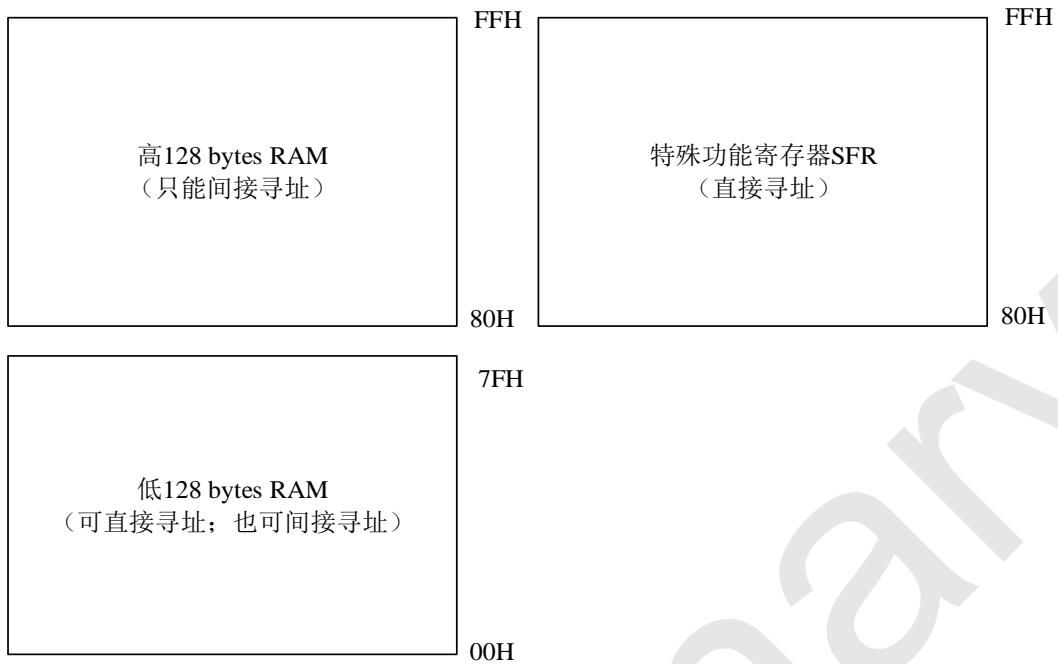 FFH
高128 bytes RAM
（只能间接寻址）
80H
FFH
特殊功能寄存器SFR
（直接寻址）
80H
7FH
低128 bytes RAM
（可直接寻址；也可间接寻址）
00H